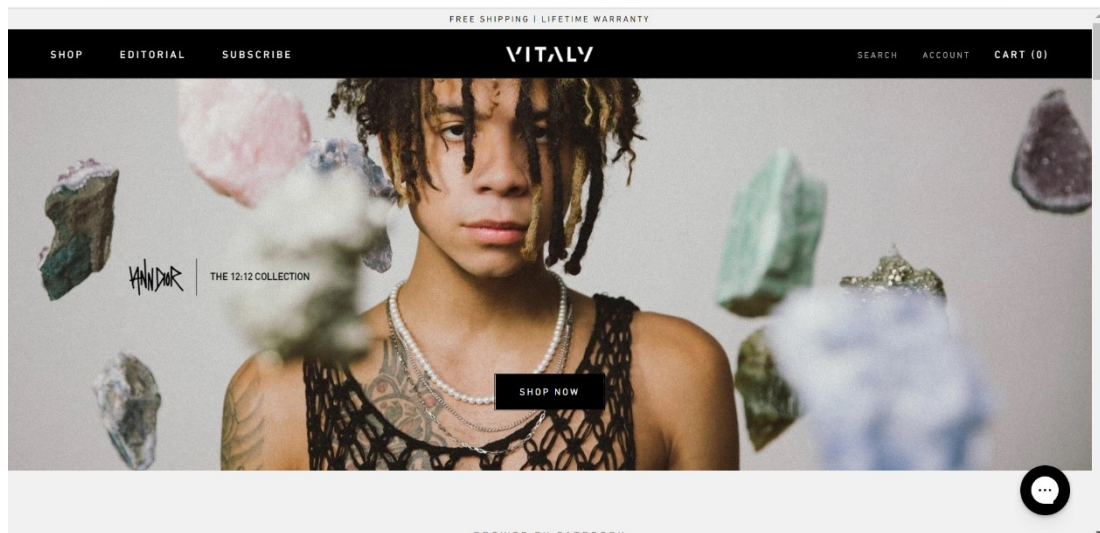 FREE SHIPPING | LIFETIME WARRANTY
SHOP EDITORIAL SUBSCRIBE VITALY SEARCH ACCOUNT CART (0)
ANN DIOR THE 12:12 COLLECTION
SHOP NOW